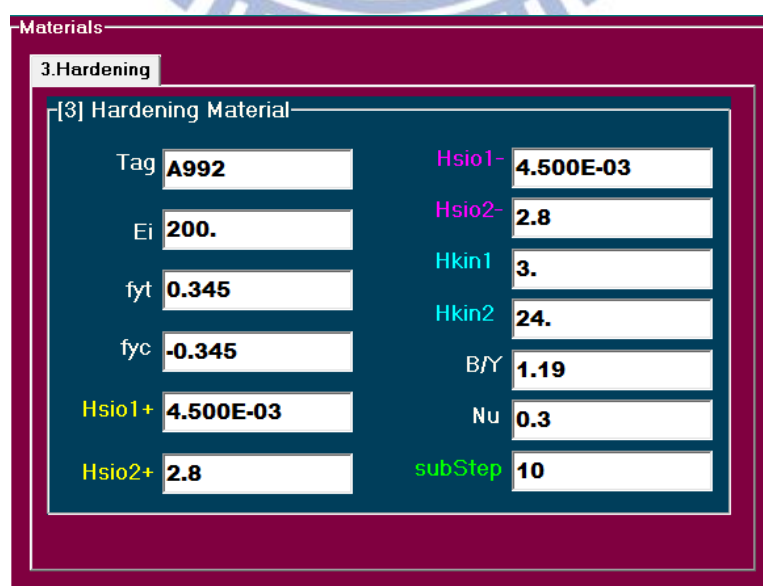 Materials
3.Hardening
[3] Hardening Material
Tag A992
Ei 200.
fyt 0.345
fyc -0.345
Hsio1+ 4.500E-03
Hsio2+ 2.8
Hsio1- 4.500E-03
Hsio2- 2.8
Hkin1 3.
Hkin2 24.
B/Y 1.19
Nu 0.3
subStep 10